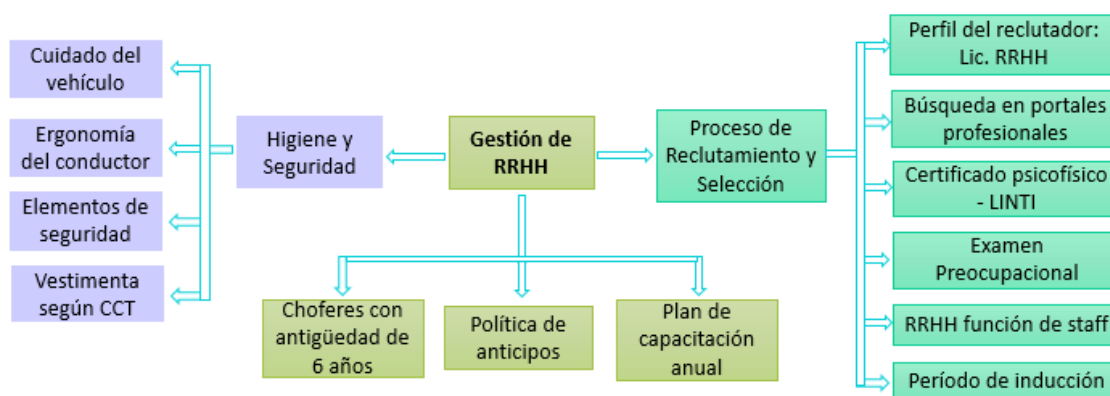 Cuidado del
vehículo
Ergonomía
del conductor
Elementos de
seguridad
Vestimenta
según CCT
Higiene y
Seguridad
Gestión de
RRHH
Choferes con
antigüedad de
6 años
Política de
anticipos
Plan de
capacitación
anual
Proceso de
Reclutamiento y
Selección
Perfil del reclutador:
Lic. RRHH
Búsqueda en portales
profesionales
Certificado psicofísico
- LINTI
Examen
Preocupacional
RRHH función de staff
Período de inducción